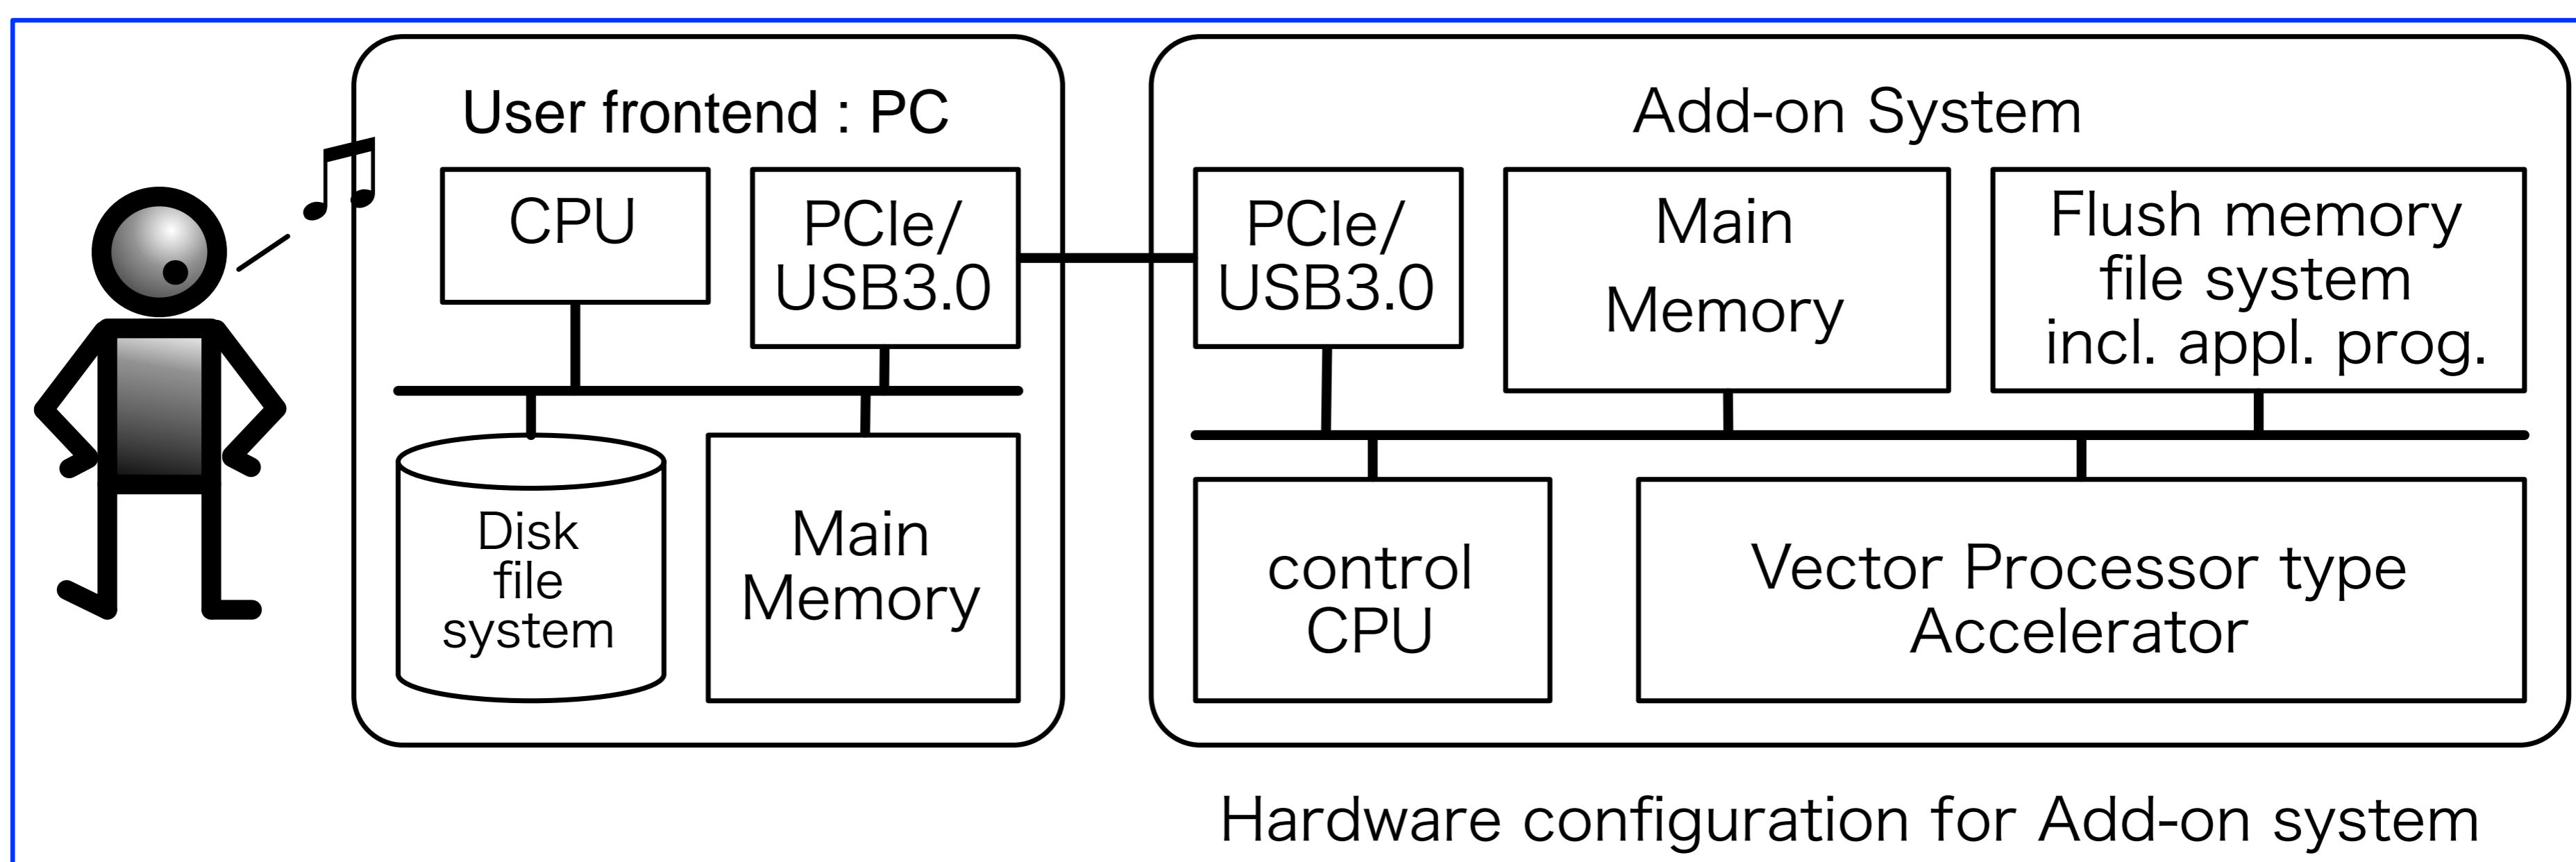 User frontend : PC
CPU
PCIe/
USB3.0
Disk
file
system
Main
Memory
Add-on System
PCIe/
USB3.0
Main
Memory
Flush memory
file system
incl. appl. prog.
control
CPU
Vector Processor type
Accelerator
Hardware configuration for Add-on system